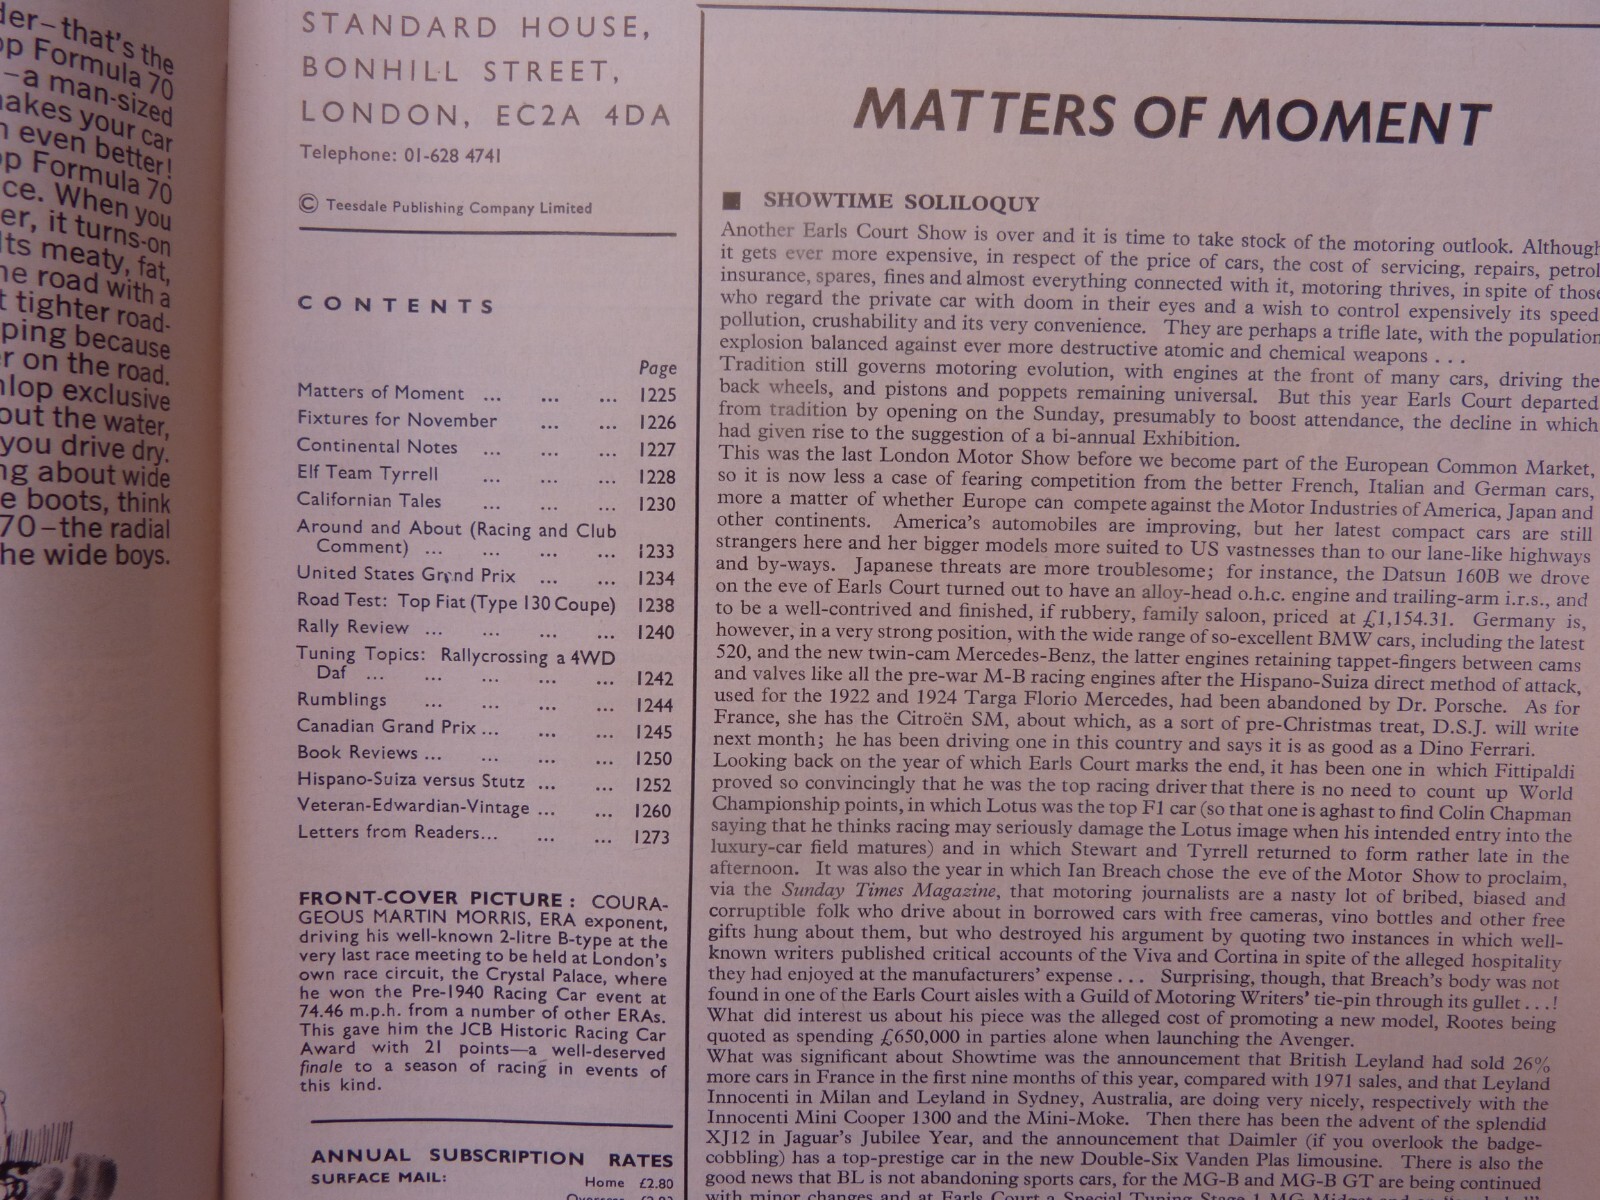 der–that's the
op Formula 70
–a man-sized
akes your car
n even better!
op Formula 70
ce. When you
er, it turns-on
Its meaty, fat,
he road with a
t tighter road-
ping because
r on the road.
nlop exclusive
out the water,
you drive dry.
ng about wide
e boots, think
70–the radial
he wide boys.
STANDARD HOUSE,
BONHILL STREET,
LONDON, EC2A 4DA
Telephone: 01-628 4741
© Teesdale Publishing Company Limited
CONTENTS
Page
Matters of Moment ... ... ... 1225
Fixtures for November ... ... 1226
Continental Notes ... ... ... 1227
Elf Team Tyrrell ... ... ... 1228
Californian Tales ... ... ... 1230
Around and About (Racing and Club
Comment) ... ... ... ... 1233
United States Grand Prix ... ... 1234
Road Test: Top Fiat (Type 130 Coupe) 1238
Rally Review ... ... ... ... 1240
Tuning Topics: Rallycrossing a 4WD
Daf ... ... ... ... ... 1242
Rumblings ... ... ... 1244
Canadian Grand Prix ... ... ... 1245
Book Reviews ... ... ... ... 1250
Hispano-Suiza versus Stutz ... ... 1252
Veteran-Edwardian-Vintage ... ... 1260
Letters from Readers... ... ... 1273
FRONT-COVER PICTURE: COURA-
GEOUS MARTIN MORRIS, ERA exponent,
driving his well-known 2-litre B-type at the
very last race meeting to be held at London's
own race circuit, the Crystal Palace, where
he won the Pre-1940 Racing Car event at
74.46 m.p.h. from a number of other ERAs.
This gave him the JCB Historic Racing Car
Award with 21 points—a well-deserved
finale to a season of racing in events of
this kind.
ANNUAL SUBSCRIPTION RATES
SURFACE MAIL:
Home £2.80
MATTERS OF MOMENT
■ SHOWTIME SOLILOQUY
Another Earls Court Show is over and it is time to take stock of the motoring outlook. Although
it gets ever more expensive, in respect of the price of cars, the cost of servicing, repairs, petrol
insurance, spares, fines and almost everything connected with it, motoring thrives, in spite of those
who regard the private car with doom in their eyes and a wish to control expensively its speed
pollution, crushability and its very convenience. They are perhaps a trifle late, with the population
explosion balanced against ever more destructive atomic and chemical weapons . . .
Tradition still governs motoring evolution, with engines at the front of many cars, driving the
back wheels, and pistons and poppets remaining universal. But this year Earls Court departed
from tradition by opening on the Sunday, presumably to boost attendance, the decline in which
had given rise to the suggestion of a bi-annual Exhibition.
This was the last London Motor Show before we become part of the European Common Market,
so it is now less a case of fearing competition from the better French, Italian and German cars,
more a matter of whether Europe can compete against the Motor Industries of America, Japan and
other continents. America's automobiles are improving, but her latest compact cars are still
strangers here and her bigger models more suited to US vastnesses than to our lane-like highways
and by-ways. Japanese threats are more troublesome; for instance, the Datsun 160B we drove
on the eve of Earls Court turned out to have an alloy-head o.h.c. engine and trailing-arm i.r.s., and
to be a well-contrived and finished, if rubbery, family saloon, priced at £1,154.31. Germany is,
however, in a very strong position, with the wide range of so-excellent BMW cars, including the latest
520, and the new twin-cam Mercedes-Benz, the latter engines retaining tappet-fingers between cams
and valves like all the pre-war M-B racing engines after the Hispano-Suiza direct method of attack,
used for the 1922 and 1924 Targa Florio Mercedes, had been abandoned by Dr. Porsche. As for
France, she has the Citroën SM, about which, as a sort of pre-Christmas treat, D.S.J. will write
next month; he has been driving one in this country and says it is as good as a Dino Ferrari.
Looking back on the year of which Earls Court marks the end, it has been one in which Fittipaldi
proved so convincingly that he was the top racing driver that there is no need to count up World
Championship points, in which Lotus was the top F1 car (so that one is aghast to find Colin Chapman
saying that he thinks racing may seriously damage the Lotus image when his intended entry into the
luxury-car field matures) and in which Stewart and Tyrrell returned to form rather late in the
afternoon. It was also the year in which Ian Breach chose the eve of the Motor Show to proclaim,
via the Sunday Times Magazine, that motoring journalists are a nasty lot of bribed, biased and
corruptible folk who drive about in borrowed cars with free cameras, vino bottles and other free
gifts hung about them, but who destroyed his argument by quoting two instances in which well-
known writers published critical accounts of the Viva and Cortina in spite of the alleged hospitality
they had enjoyed at the manufacturers' expense . . . Surprising, though, that Breach's body was not
found in one of the Earls Court aisles with a Guild of Motoring Writers' tie-pin through its gullet . . .!
What did interest us about his piece was the alleged cost of promoting a new model, Rootes being
quoted as spending £650,000 in parties alone when launching the Avenger.
What was significant about Showtime was the announcement that British Leyland had sold 26%
more cars in France in the first nine months of this year, compared with 1971 sales, and that Leyland
Innocenti in Milan and Leyland in Sydney, Australia, are doing very nicely, respectively with the
Innocenti Mini Cooper 1300 and the Mini-Moke. Then there has been the advent of the splendid
XJ12 in Jaguar's Jubilee Year, and the announcement that Daimler (if you overlook the badge-
cobbling) has a top-prestige car in the new Double-Six Vanden Plas limousine. There is also the
good news that BL is not abandoning sports cars, for the MG-B and MG-B GT are being continued
with minor changes and at Earls Court a Special Tuning Stage 1 MG Midget